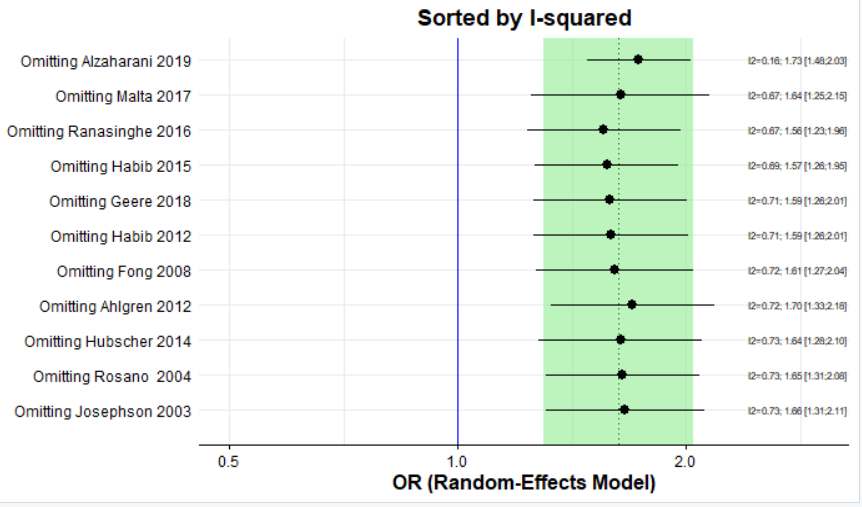 Sorted by I-squared
Omitting Alzaharani 2019 I2=0.16; 1.73 [1.48;2.03]
Omitting Malta 2017 I2=0.67; 1.64 [1.25;2.15]
Omitting Ranasinghe 2016 I2=0.67; 1.56 [1.23;1.98]
Omitting Habib 2015 I2=0.69; 1.57 [1.26;1.95]
Omitting Geere 2018 I2=0.71; 1.59 [1.26;2.01]
Omitting Habib 2012 I2=0.71; 1.59 [1.26;2.01]
Omitting Fong 2008 I2=0.72; 1.61 [1.27;2.04]
Omitting Ahlgren 2012 I2=0.72; 1.70 [1.33;2.18]
Omitting Hubscher 2014 I2=0.73; 1.64 [1.28;2.10]
Omitting Rosano 2004 I2=0.73; 1.65 [1.31;2.08]
Omitting Josephson 2003 I2=0.73; 1.66 [1.31;2.11]
0.5 1.0 2.0
OR (Random-Effects Model)